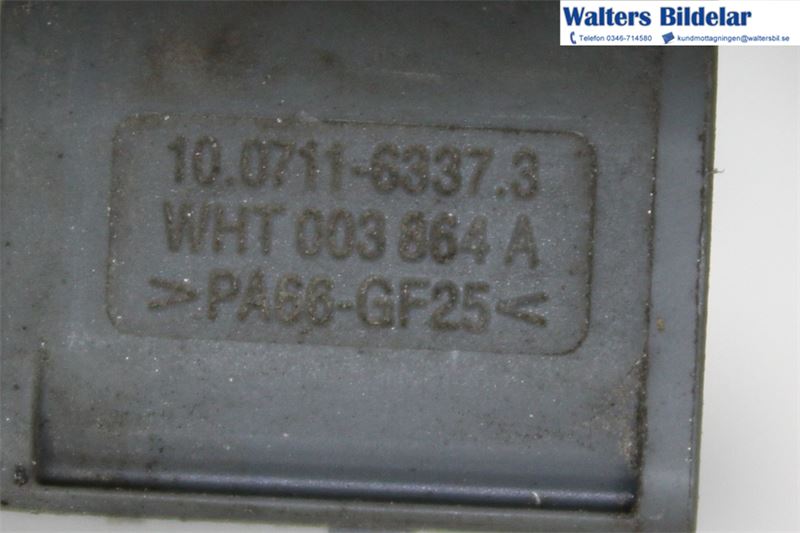 Walters Bildelar
Telefon 0346-714580 kundmottagningen@waltersbil.se
10.0711-6337.3
WHT 003 864 A
>PA66-GF25<